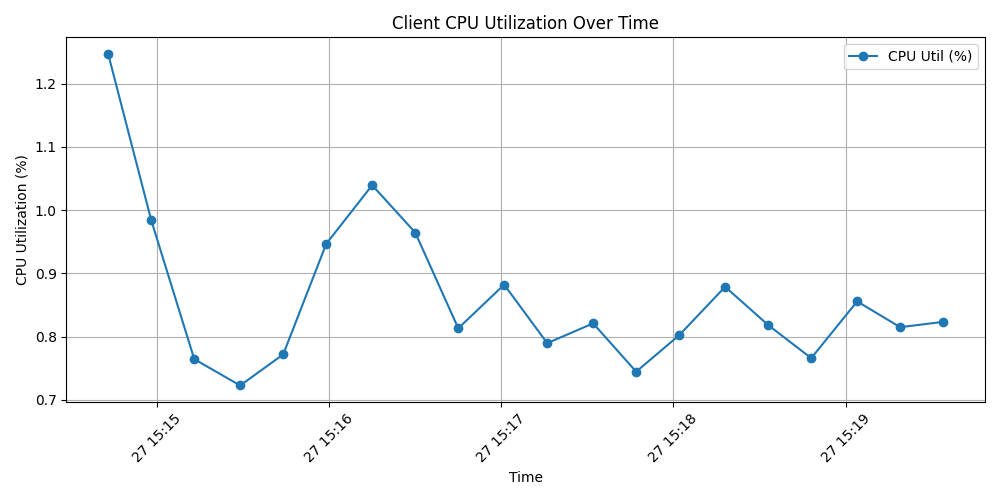 Client CPU Utilization Over Time
CPU Util (%)
CPU Utilization (%)
1.2
1.1
1.0
0.9
0.8
0.7
27 15:15
27 15:16
27 15:17
27 15:18
27 15:19
Time